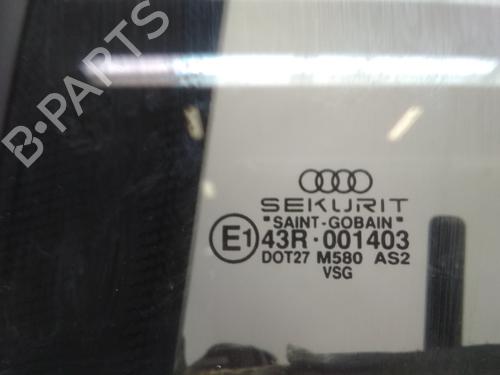 B-PARTS
SEKURIT
"SAINT-GOBAIN"
E1 43R-001403
DOT27 M580 AS2
VSG